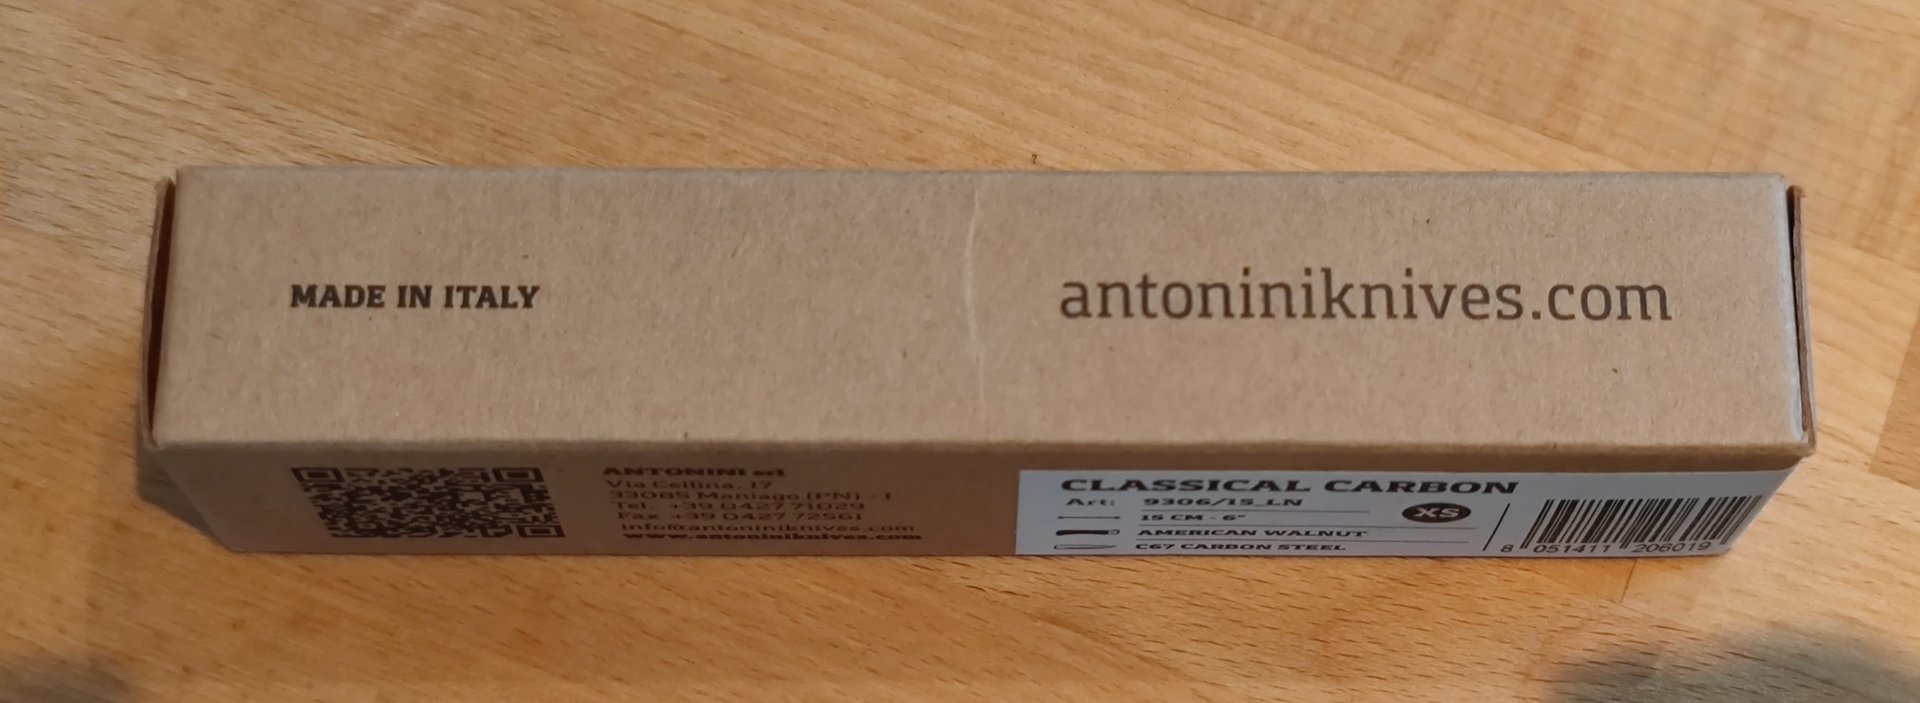 MADE IN ITALY
antoniniknives.com
ANTONINI srl
Via Cellina, 17
33085 Maniago (PN) - I
Tel. +39 0427 71029
Fax +39 0427 72561
info@antoniniknives.com
www.antoniniknives.com
CLASSICAL CARBON
Art: 9306/15_LN
15 CM - 6"
XS
AMERICAN WALNUT
C67 CARBON STEEL
8 051411 206019